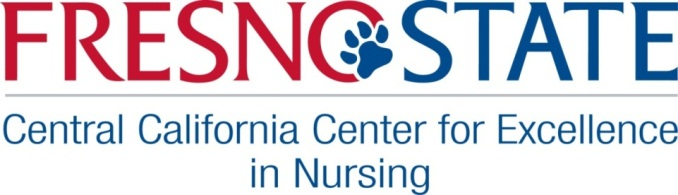 FRESNO STATE
Central California Center for Excellence
in Nursing